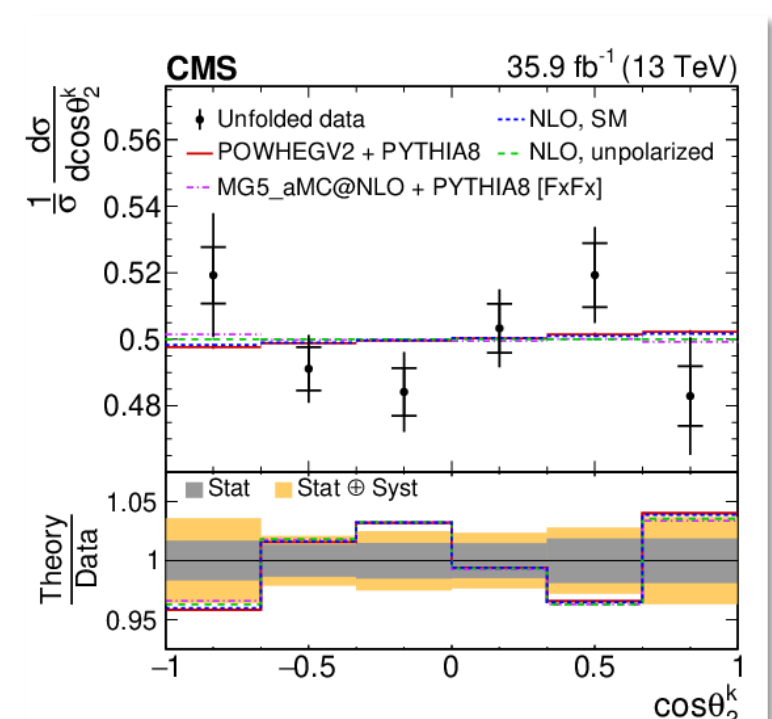 CMS 35.9 fb⁻¹ (13 TeV)
1/σ dσ/dcosθ₂ᵏ
Unfolded data
NLO, SM
POWHEGV2 + PYTHIA8
NLO, unpolarized
MG5_aMC@NLO + PYTHIA8 [FxFx]
0.56
0.54
0.52
0.5
0.48
Stat
Stat ⊕ Syst
Theory
Data
1.05
1
0.95
−1 −0.5 0 0.5 1
cosθ₂ᵏ